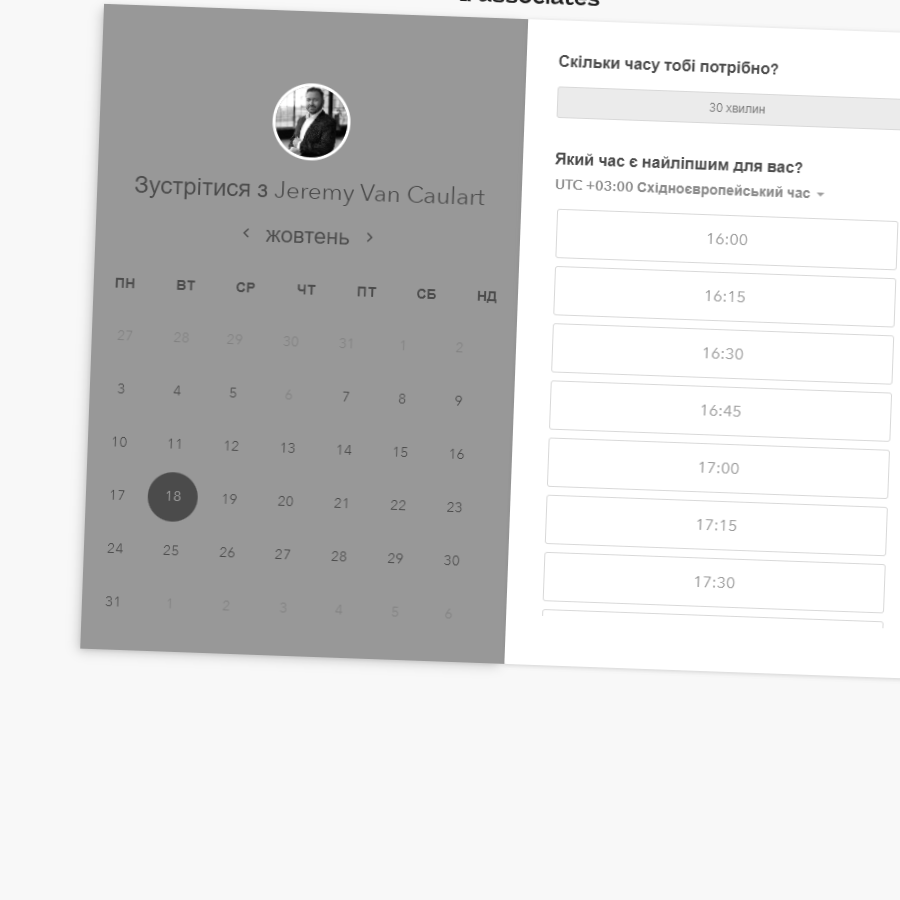 & associates
Зустрітися з Jeremy Van Caulart
жовтень
ПН ВТ СР ЧТ ПТ СБ НД
27 28 29 30 31 1 2
3 4 5 6 7 8 9
10 11 12 13 14 15 16
17 18 19 20 21 22 23
24 25 26 27 28 29 30
31 1 2 3 4 5 6
Скільки часу тобі потрібно?
30 хвилин
Який час є найліпшим для вас?
UTC +03:00 Східноєвропейський час
16:00
16:15
16:30
16:45
17:00
17:15
17:30